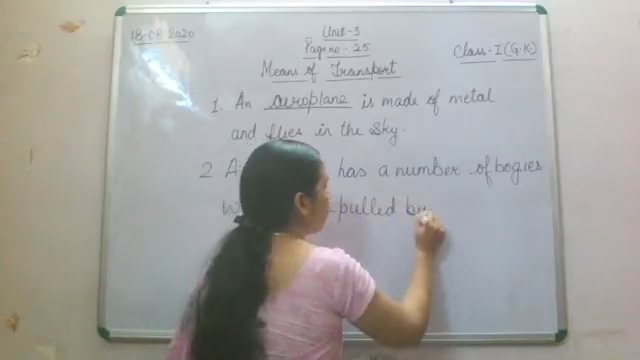 18-08-2020
Unit-3
Page no - 25
Class-I (G.K)
Means of Transport
1. An aeroplane is made of metal
and flies in the sky.
2 A has a number of bogies
pulled by